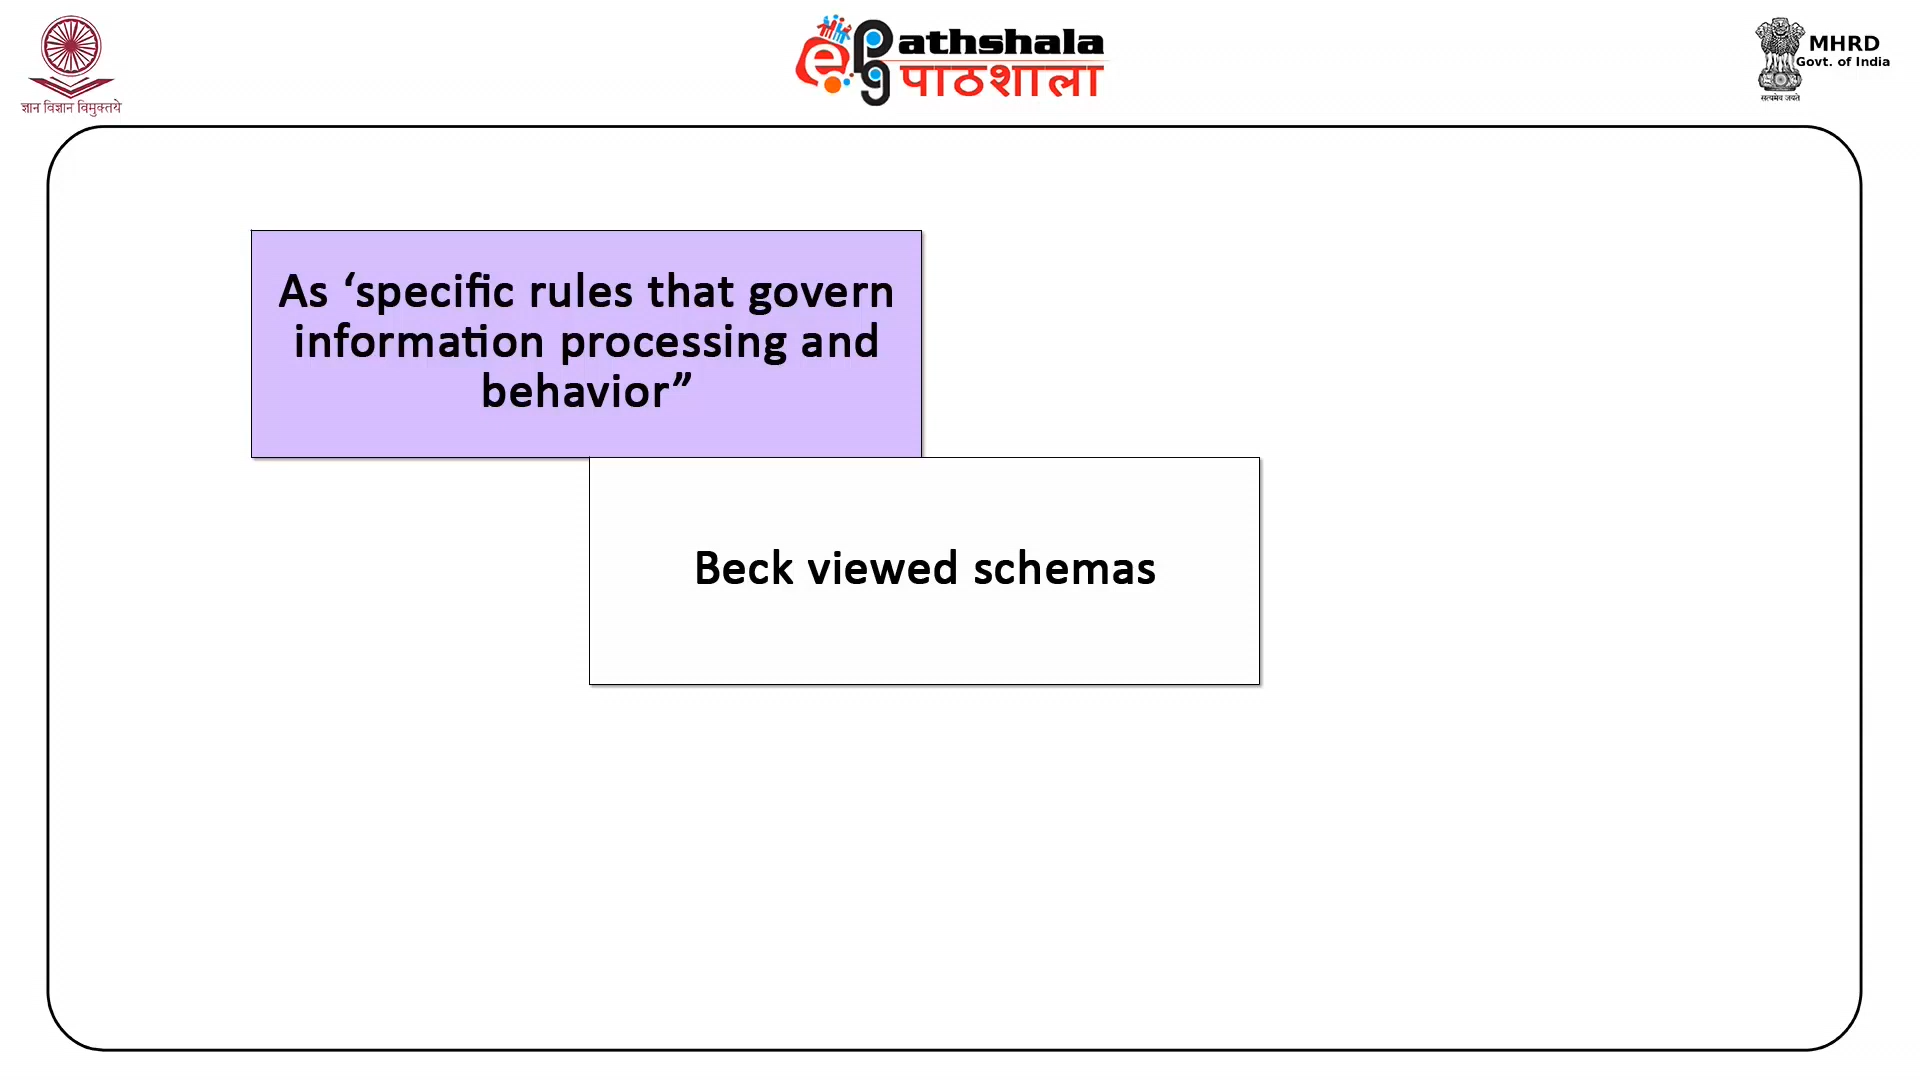 ज्ञान विज्ञान विमुक्तये
ePG athshala
पाठशाला
MHRD
Govt. of India
सत्यमेव जयते
As ‘specific rules that govern
information processing and
behavior”
Beck viewed schemas